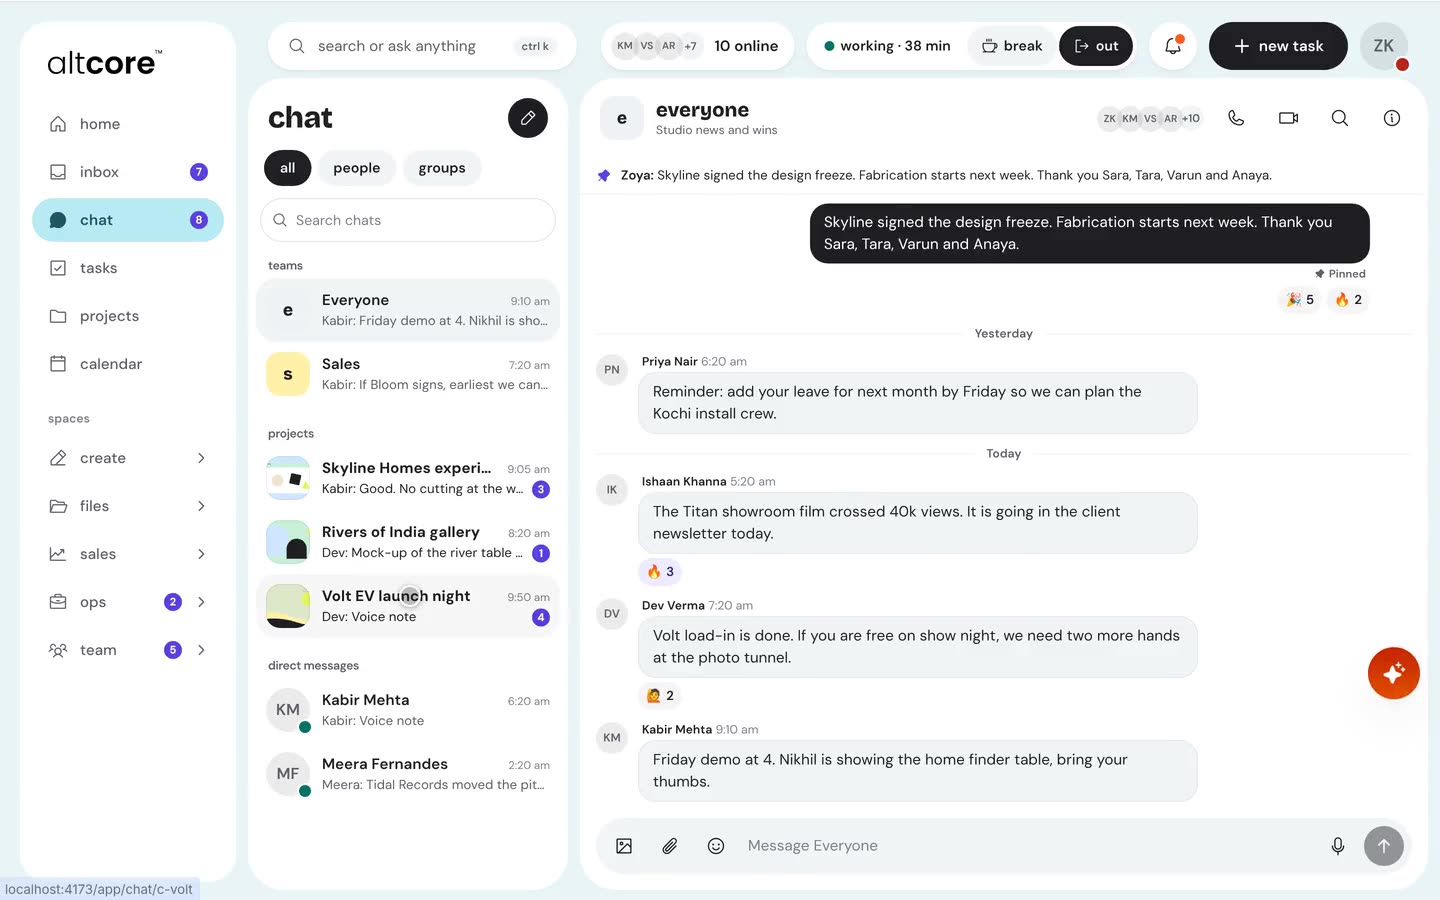 altcore™
search or ask anything
ctrl k
KM VS AR +7
10 online
working · 38 min
break
out
new task
ZK
home
inbox
7
chat
8
tasks
projects
calendar
spaces
create
files
sales
ops
2
team
5
chat
all
people
groups
Search chats
teams
e
Everyone
9:10 am
Kabir: Friday demo at 4. Nikhil is sho...
s
Sales
7:20 am
Kabir: If Bloom signs, earliest we can...
projects
Skyline Homes experi...
9:05 am
Kabir: Good. No cutting at the w...
3
Rivers of India gallery
8:20 am
Dev: Mock-up of the river table ...
1
Volt EV launch night
9:50 am
Dev: Voice note
4
direct messages
KM
Kabir Mehta
6:20 am
Kabir: Voice note
MF
Meera Fernandes
2:20 am
Meera: Tidal Records moved the pit...
e
everyone
Studio news and wins
ZK KM VS AR +10
Zoya: Skyline signed the design freeze. Fabrication starts next week. Thank you Sara, Tara, Varun and Anaya.
Skyline signed the design freeze. Fabrication starts next week. Thank you
Sara, Tara, Varun and Anaya.
Pinned
🎉 5
🔥 2
Yesterday
PN
Priya Nair 6:20 am
Reminder: add your leave for next month by Friday so we can plan the
Kochi install crew.
Today
IK
Ishaan Khanna 5:20 am
The Titan showroom film crossed 40k views. It is going in the client
newsletter today.
🔥 3
DV
Dev Verma 7:20 am
Volt load-in is done. If you are free on show night, we need two more hands
at the photo tunnel.
🙋 2
KM
Kabir Mehta 9:10 am
Friday demo at 4. Nikhil is showing the home finder table, bring your
thumbs.
Message Everyone
localhost:4173/app/chat/c-volt